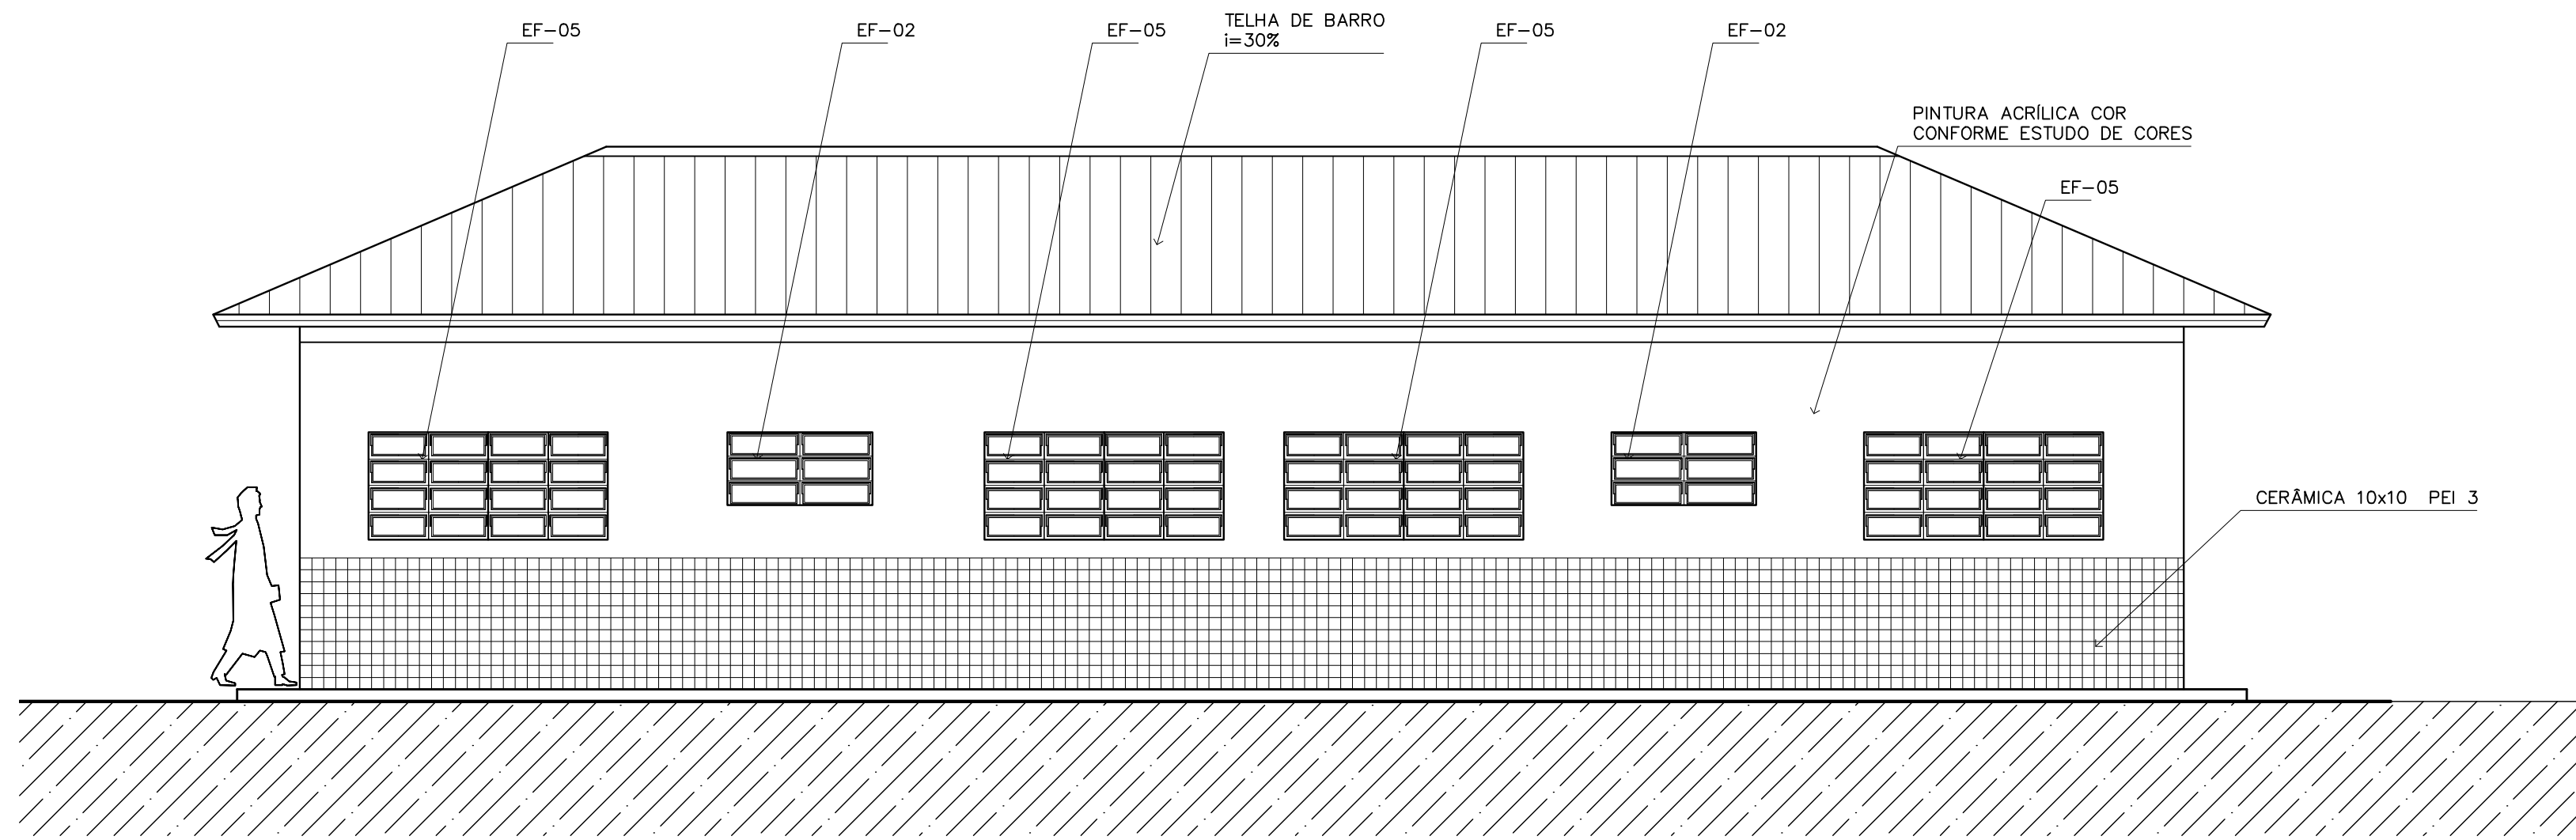 EF-05
EF-02
EF-05
TELHA DE BARRO
i=30%
EF-05
EF-02
PINTURA ACRÍLICA COR
CONFORME ESTUDO DE CORES
EF-05
CERÂMICA 10x10 PEI 3